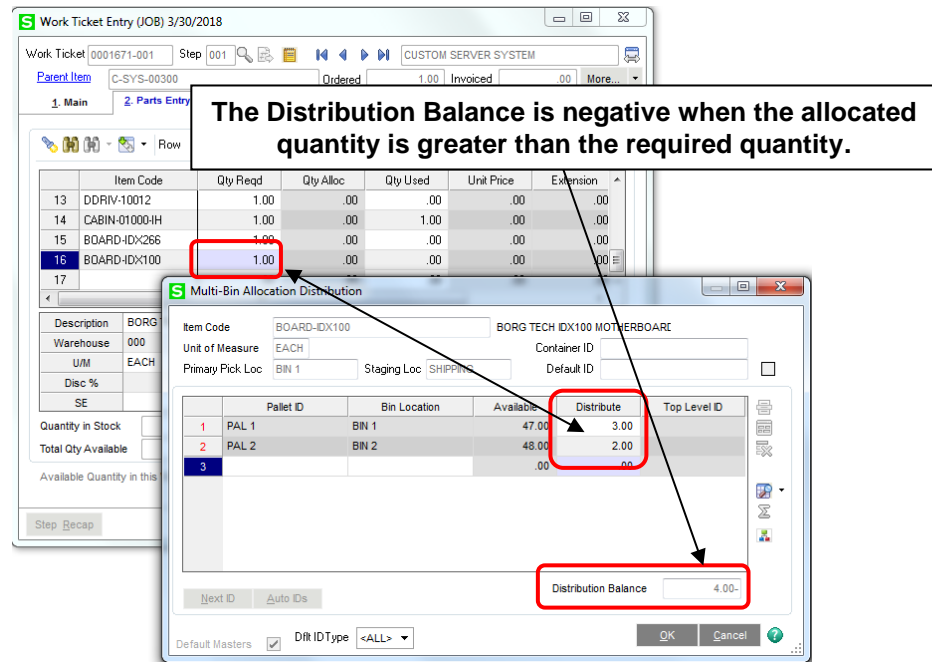 S Work Ticket Entry (JOB) 3/30/2018
Work Ticket 0001671-001 Step 001 CUSTOM SERVER SYSTEM
Parent Item C-SYS-00300 Ordered 1.00 Invoiced .00 More...
1. Main 2. Parts Entry
The Distribution Balance is negative when the allocated
quantity is greater than the required quantity.
Row
Item Code Qty Reqd Qty Alloc Qty Used Unit Price Extension
13 DDRIV-10012 1.00 .00 .00 .00 .00
14 CABIN-01000-IH 1.00 .00 1.00 .00 .00
15 BOARD-IDX266 1.00 .00 .00 .00 .00
16 BOARD-IDX100 1.00 .00 .00 .00 .00
17
Description BORG
Warehouse 000
U/M EACH
Disc %
SE
Quantity in Stock
Total Qty Available
Available Quantity in this
Step Recap
S Multi-Bin Allocation Distribution
Item Code BOARD-IDX100 BORG TECH IDX100 MOTHERBOARD
Unit of Measure EACH Container ID
Primary Pick Loc BIN 1 Staging Loc SHIPPING Default ID
Pallet ID Bin Location Available Distribute Top Level ID
1 PAL 1 BIN 1 47.00 3.00
2 PAL 2 BIN 2 48.00 2.00
3 .00 .00
Distribution Balance 4.00-
Next ID Auto IDs
Default Masters Dflt ID Type <ALL> OK Cancel